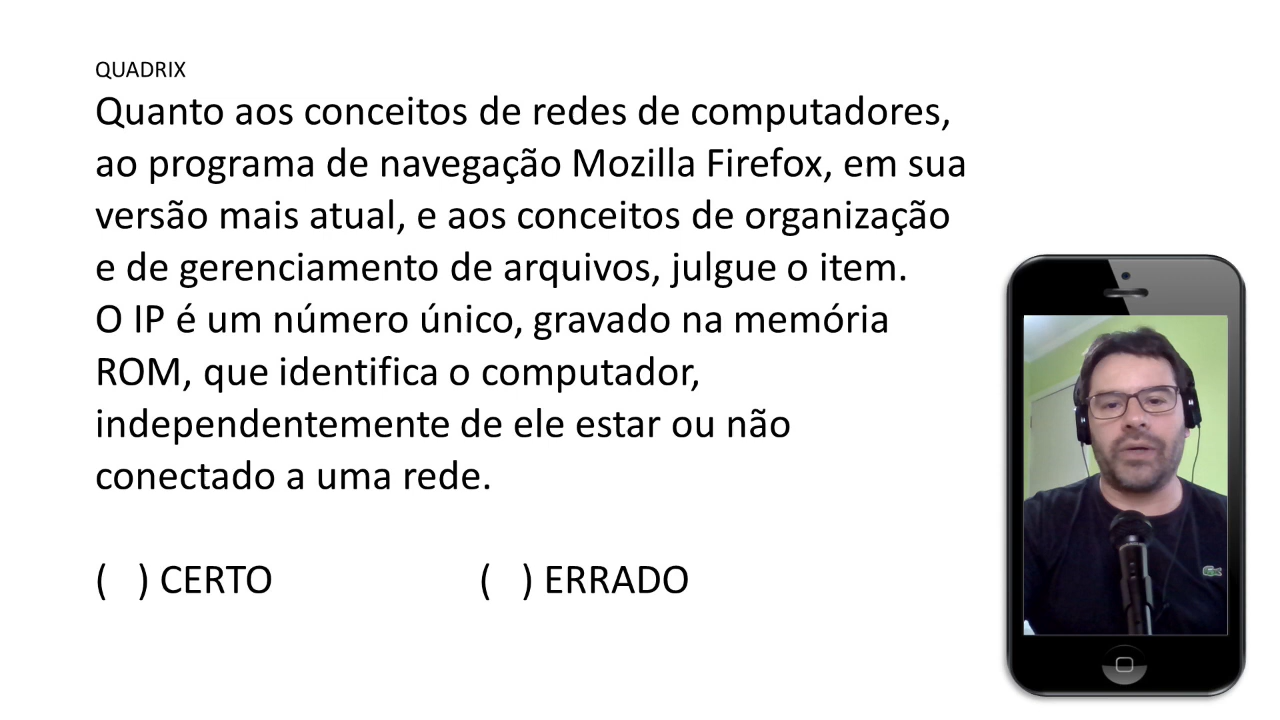 QUADRIX
Quanto aos conceitos de redes de computadores,
ao programa de navegação Mozilla Firefox, em sua
versão mais atual, e aos conceitos de organização
e de gerenciamento de arquivos, julgue o item.
O IP é um número único, gravado na memória
ROM, que identifica o computador,
independentemente de ele estar ou não
conectado a uma rede.
(   ) CERTO (   ) ERRADO